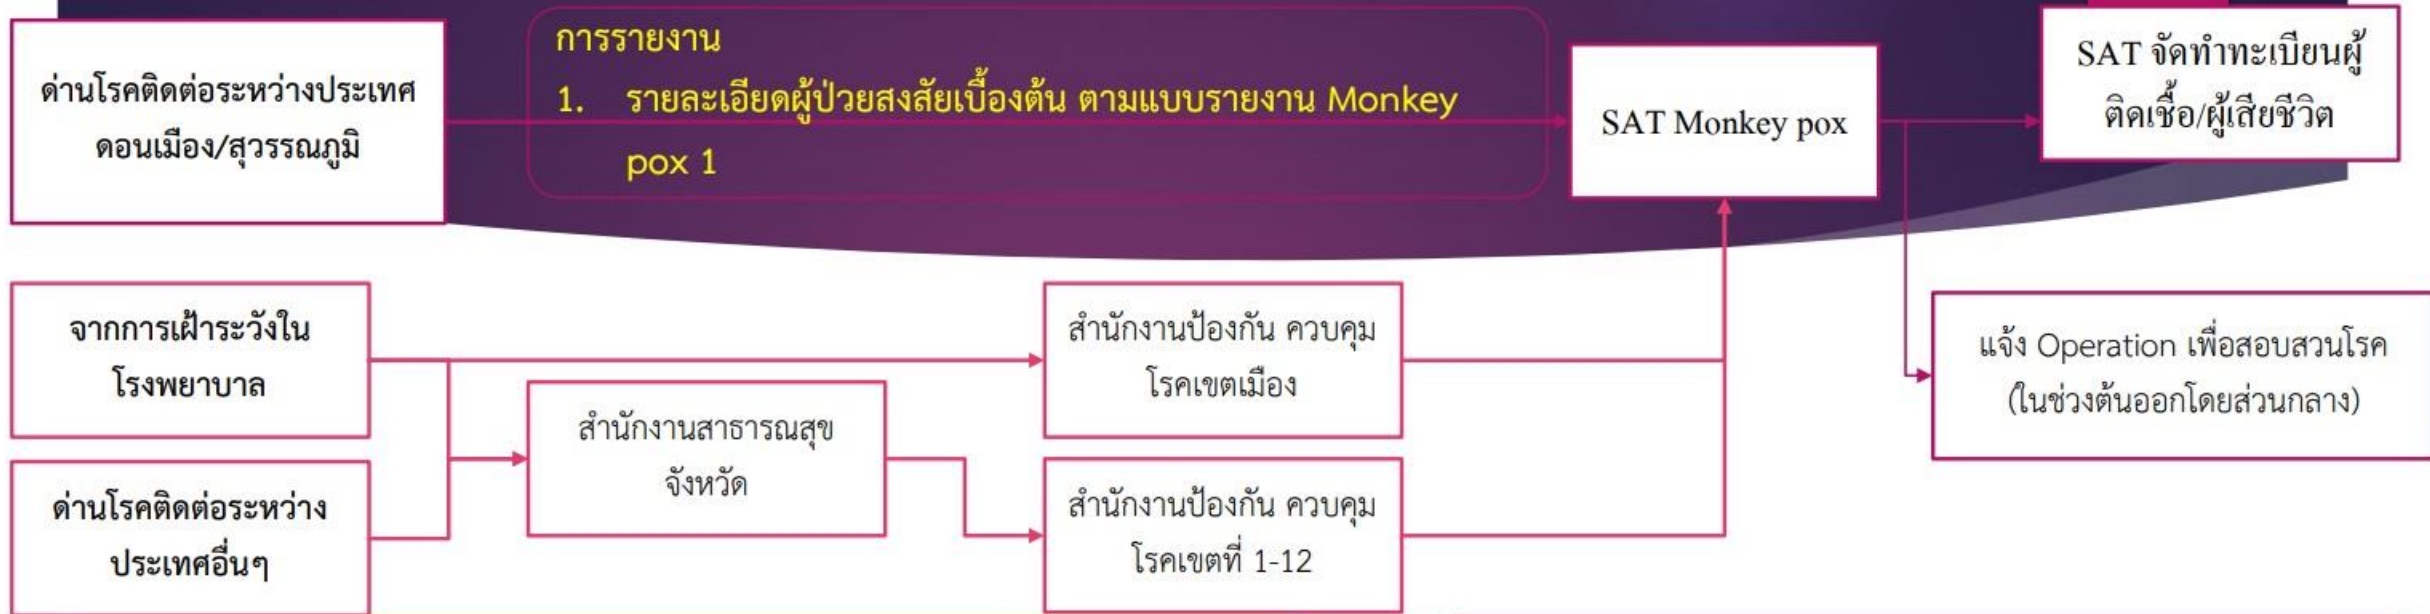 ด่านโรคติดต่อระหว่างประเทศ
ดอนเมือง/สุวรรณภูมิ
การรายงาน
1. รายละเอียดผู้ป่วยสงสัยเบื้องต้น ตามแบบรายงาน Monkey
pox 1
SAT Monkey pox
SAT จัดทำทะเบียนผู้
ติดเชื้อ/ผู้เสียชีวิต
จากการเฝ้าระวังใน
โรงพยาบาล
สำนักงานป้องกัน ควบคุม
โรคเขตเมือง
แจ้ง Operation เพื่อสอบสวนโรค
(ในช่วงต้นออกโดยส่วนกลาง)
สำนักงานสาธารณสุข
จังหวัด
ด่านโรคติดต่อระหว่าง
ประเทศอื่นๆ
สำนักงานป้องกัน ควบคุม
โรคเขตที่ 1-12